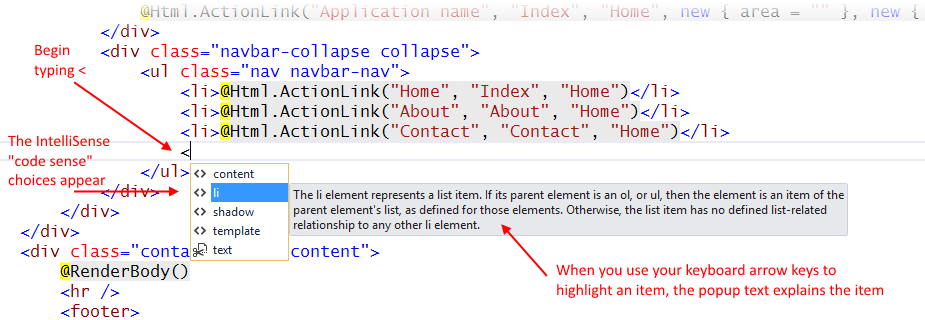 @Html.ActionLink("Application name", "Index", "Home", new { area = "" }, new {
</div>
<div class="navbar-collapse collapse">
Begin
typing <
<ul class="nav navbar-nav">
<li>@Html.ActionLink("Home", "Index", "Home")</li>
<li>@Html.ActionLink("About", "About", "Home")</li>
<li>@Html.ActionLink("Contact", "Contact", "Home")</li>
<
The IntelliSense
"code sense"
choices appear
</ul>
</div>
</div>
</div>
content
li
shadow
template
text
The li element represents a list item. If its parent element is an ol, or ul, then the element is an item of the
parent element's list, as defined for those elements. Otherwise, the list item has no defined list-related
relationship to any other li element.
<div class="conta content">
@RenderBody()
<hr />
<footer>
When you use your keyboard arrow keys to
highlight an item, the popup text explains the item